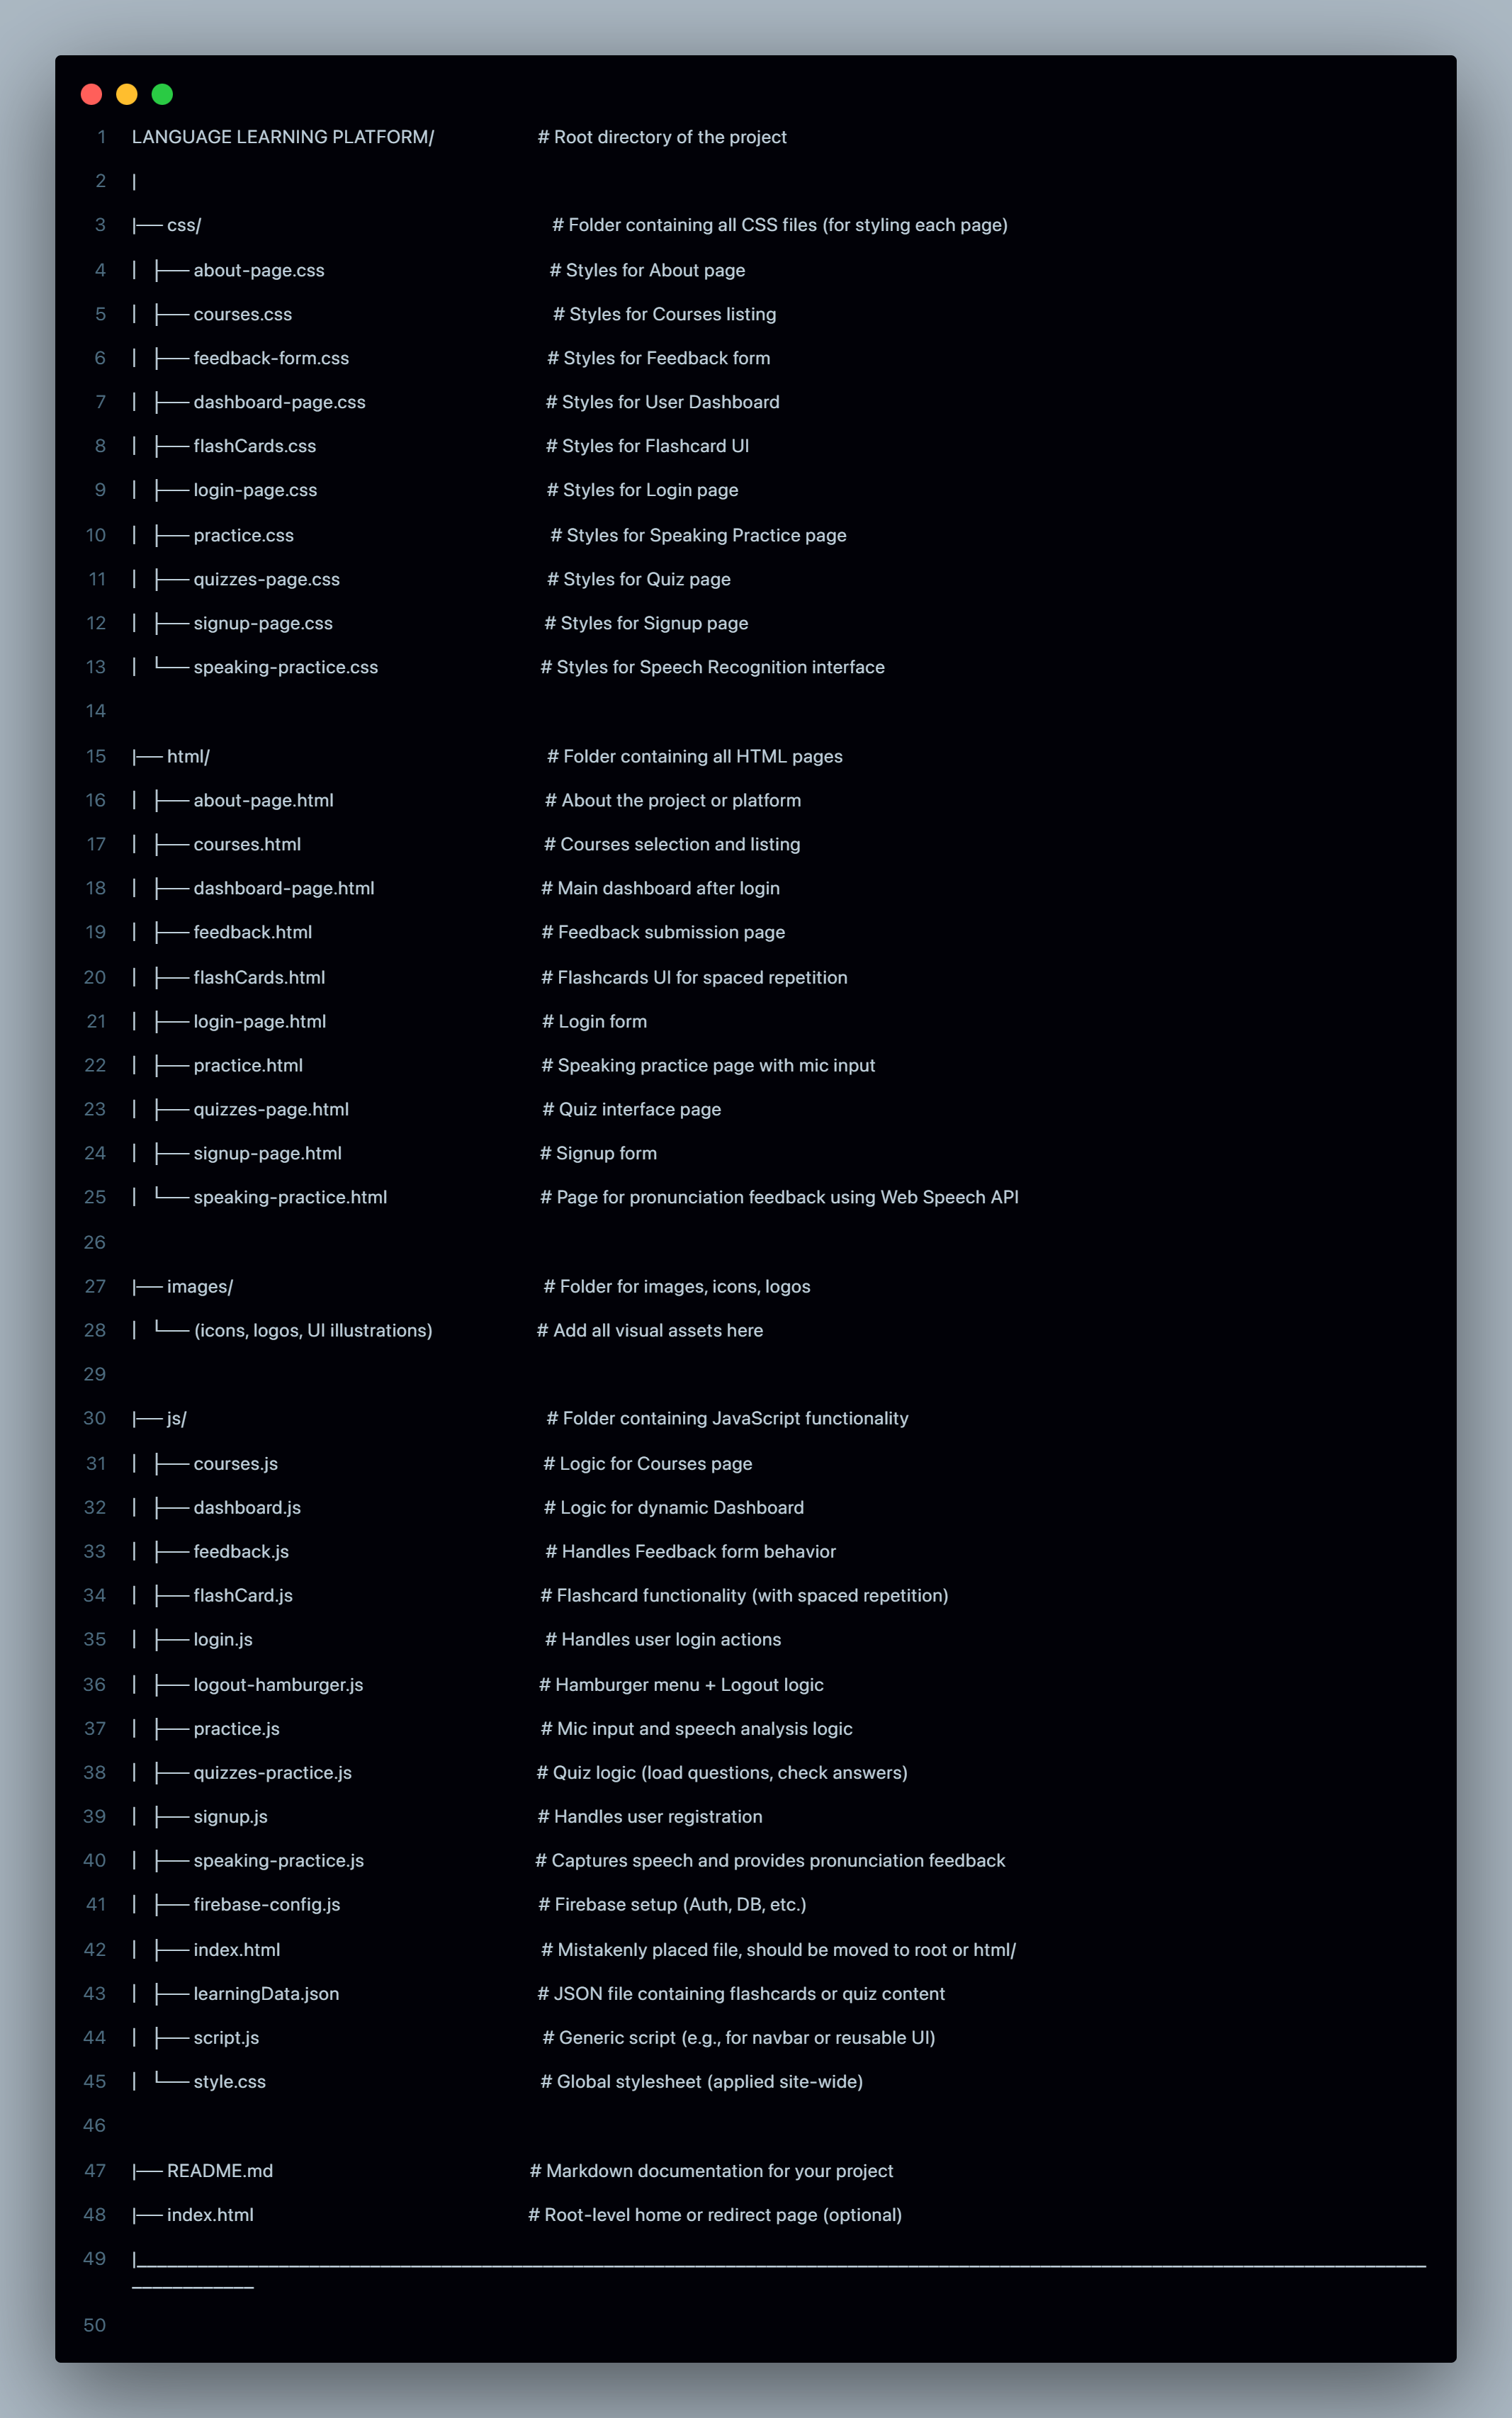 1 LANGUAGE LEARNING PLATFORM/ # Root directory of the project
2 |
3 |── css/ # Folder containing all CSS files (for styling each page)
4 | ├── about-page.css # Styles for About page
5 | ├── courses.css # Styles for Courses listing
6 | ├── feedback-form.css # Styles for Feedback form
7 | ├── dashboard-page.css # Styles for User Dashboard
8 | ├── flashCards.css # Styles for Flashcard UI
9 | ├── login-page.css # Styles for Login page
10 | ├── practice.css # Styles for Speaking Practice page
11 | ├── quizzes-page.css # Styles for Quiz page
12 | ├── signup-page.css # Styles for Signup page
13 | └── speaking-practice.css # Styles for Speech Recognition interface
14
15 |── html/ # Folder containing all HTML pages
16 | ├── about-page.html # About the project or platform
17 | ├── courses.html # Courses selection and listing
18 | ├── dashboard-page.html # Main dashboard after login
19 | ├── feedback.html # Feedback submission page
20 | ├── flashCards.html # Flashcards UI for spaced repetition
21 | ├── login-page.html # Login form
22 | ├── practice.html # Speaking practice page with mic input
23 | ├── quizzes-page.html # Quiz interface page
24 | ├── signup-page.html # Signup form
25 | └── speaking-practice.html # Page for pronunciation feedback using Web Speech API
26
27 |── images/ # Folder for images, icons, logos
28 | └── (icons, logos, UI illustrations) # Add all visual assets here
29
30 |── js/ # Folder containing JavaScript functionality
31 | ├── courses.js # Logic for Courses page
32 | ├── dashboard.js # Logic for dynamic Dashboard
33 | ├── feedback.js # Handles Feedback form behavior
34 | ├── flashCard.js # Flashcard functionality (with spaced repetition)
35 | ├── login.js # Handles user login actions
36 | ├── logout-hamburger.js # Hamburger menu + Logout logic
37 | ├── practice.js # Mic input and speech analysis logic
38 | ├── quizzes-practice.js # Quiz logic (load questions, check answers)
39 | ├── signup.js # Handles user registration
40 | ├── speaking-practice.js # Captures speech and provides pronunciation feedback
41 | ├── firebase-config.js # Firebase setup (Auth, DB, etc.)
42 | ├── index.html # Mistakenly placed file, should be moved to root or html/
43 | ├── learningData.json # JSON file containing flashcards or quiz content
44 | ├── script.js # Generic script (e.g., for navbar or reusable UI)
45 | └── style.css # Global stylesheet (applied site-wide)
46
47 |── README.md # Markdown documentation for your project
48 |── index.html # Root-level home or redirect page (optional)
49 |____________________________________________________________
____________
50